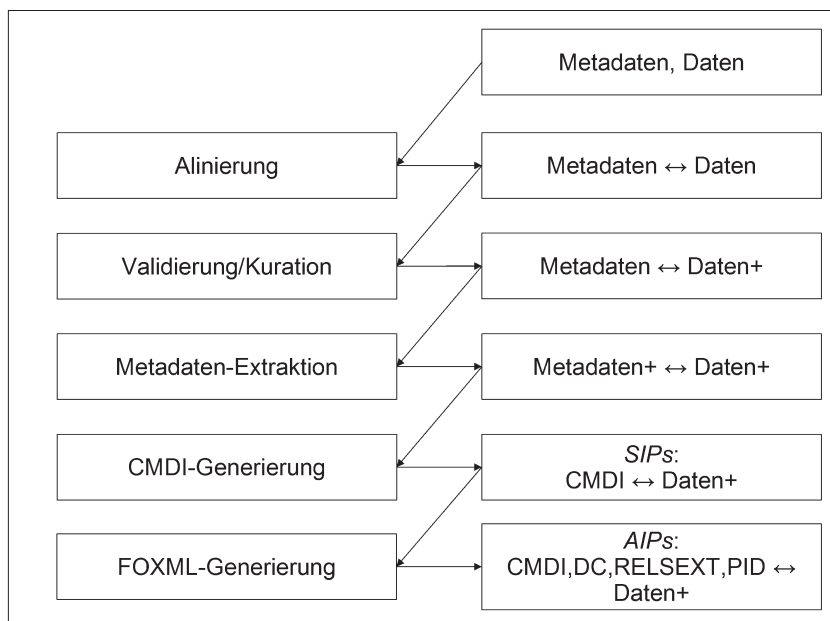 Metadaten, Daten
Alinierung
Metadaten ↔ Daten
Validierung/Kuration
Metadaten ↔ Daten+
Metadaten-Extraktion
Metadaten+ ↔ Daten+
CMDI-Generierung
SIPs:
CMDI ↔ Daten+
FOXML-Generierung
AIPs:
CMDI,DC,RELSEXT,PID ↔
Daten+